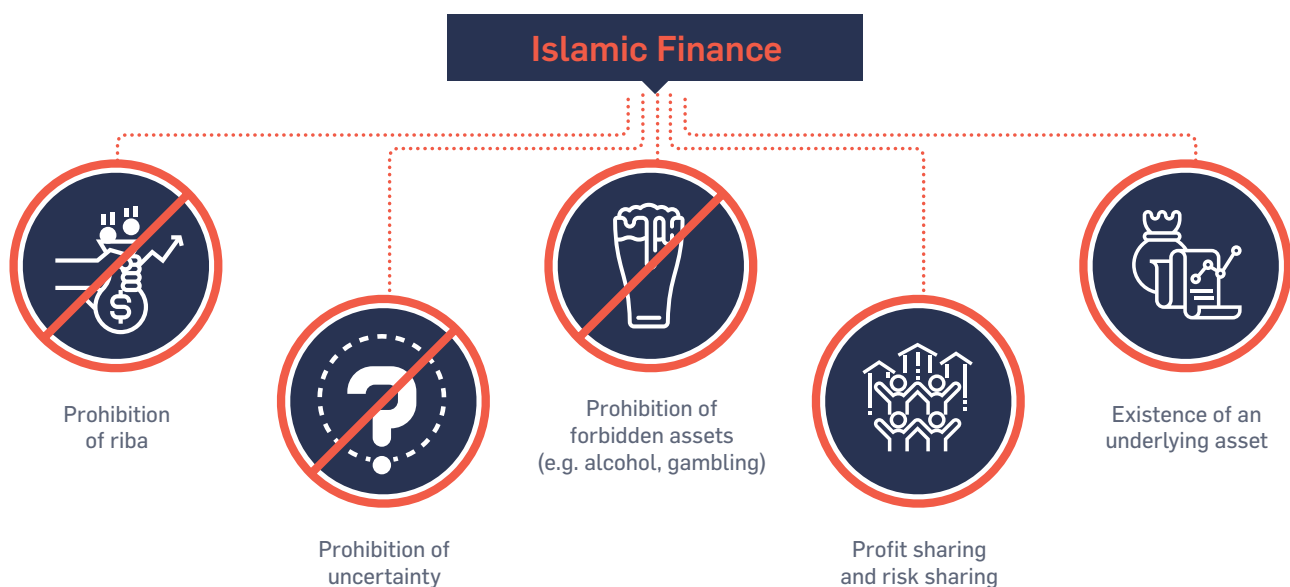 Islamic Finance
Prohibition
of riba
Prohibition of
uncertainty
Prohibition of
forbidden assets
(e.g. alcohol, gambling)
Profit sharing
and risk sharing
Existence of an
underlying asset